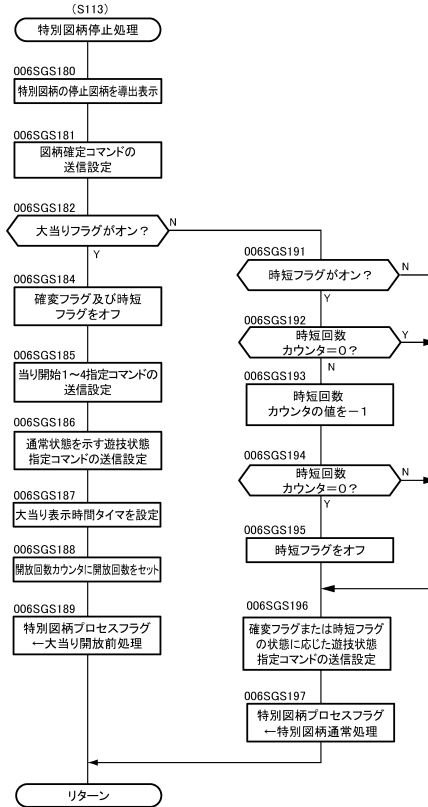 (S113)
特別図柄停止処理
006SGS180
特別図柄の停止図柄を導出表示
006SGS181
図柄確定コマンドの
送信設定
006SGS182
大当りフラグがオン?
N
Y
006SGS184
確変フラグ及び時短
フラグをオフ
006SGS185
当り開始1~4指定コマンドの
送信設定
006SGS186
通常状態を示す遊技状態
指定コマンドの送信設定
006SGS187
大当り表示時間タイマを設定
006SGS188
開放回数カウンタに開放回数をセット
006SGS189
特別図柄プロセスフラグ
←大当り開放前処理
006SGS191
時短フラグがオン?
N
Y
006SGS192
時短回数
カウンタ=0?
Y
N
006SGS193
時短回数
カウンタの値を-1
006SGS194
時短回数
カウンタ=0?
N
Y
006SGS195
時短フラグをオフ
006SGS196
確変フラグまたは時短フラグ
の状態に応じた遊技状態
指定コマンドの送信設定
006SGS197
特別図柄プロセスフラグ
←特別図柄通常処理
リターン